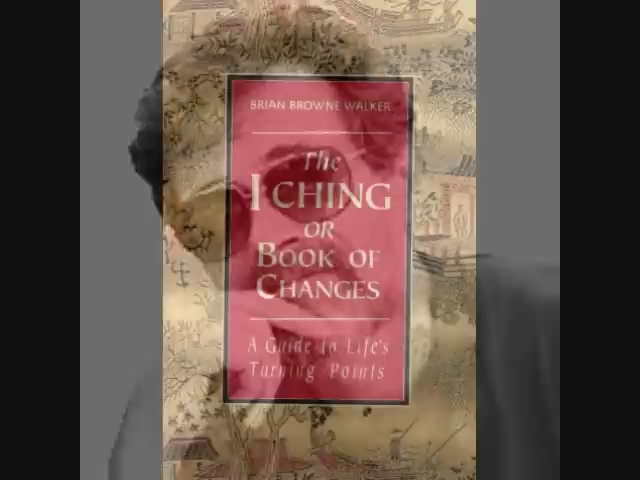 BRIAN BROWNE WALKER
The
I CHING
OR
BOOK OF
CHANGES
A Guide to Life's
Turning Points